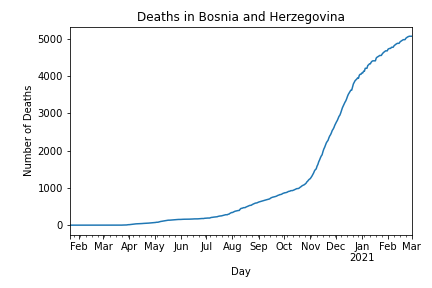 Deaths in Bosnia and Herzegovina
5000
4000
3000
2000
1000
0
Number of Deaths
Feb Mar Apr May Jun Jul Aug Sep Oct Nov Dec Jan Feb Mar
2021
Day